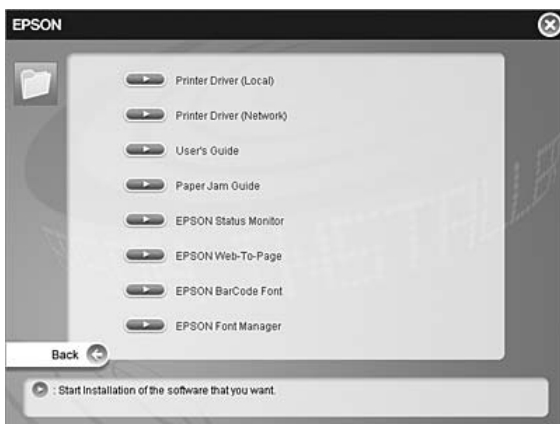 EPSON
Printer Driver (Local)
Printer Driver (Network)
User's Guide
Paper Jam Guide
EPSON Status Monitor
EPSON Web-To-Page
EPSON BarCode Font
EPSON Font Manager
Back
: Start Installation of the software that you want.